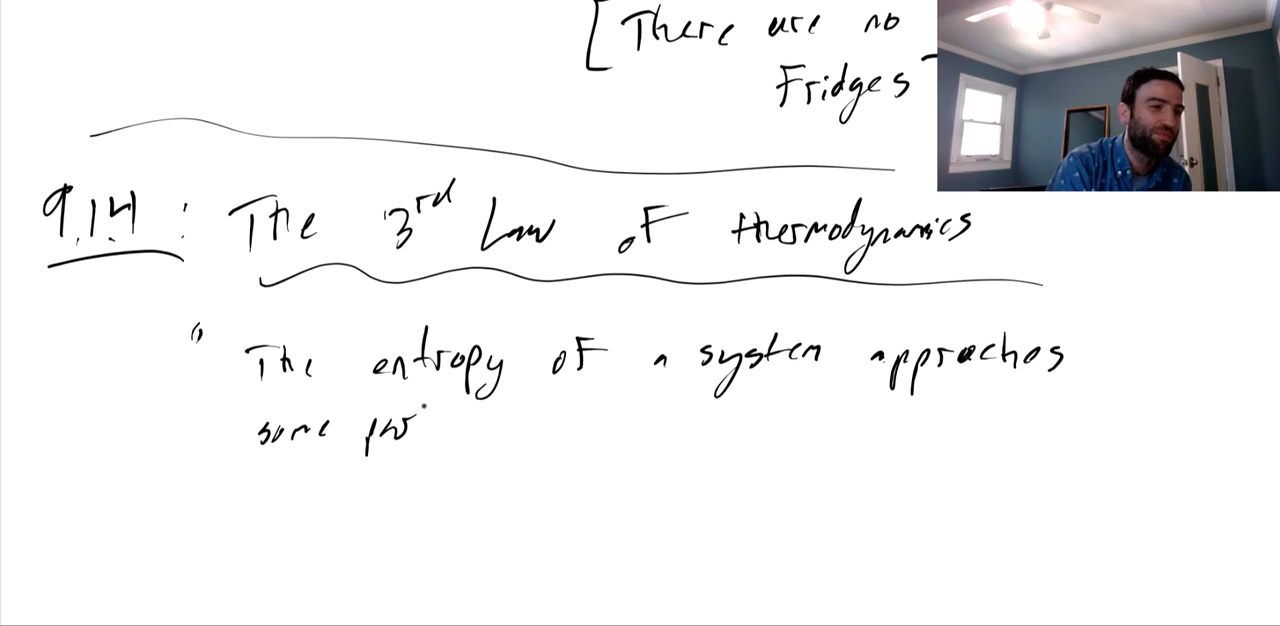 [There are no
Fridges
9.14: The 3rd Law of thermodynamics
" The entropy of a system approaches
some